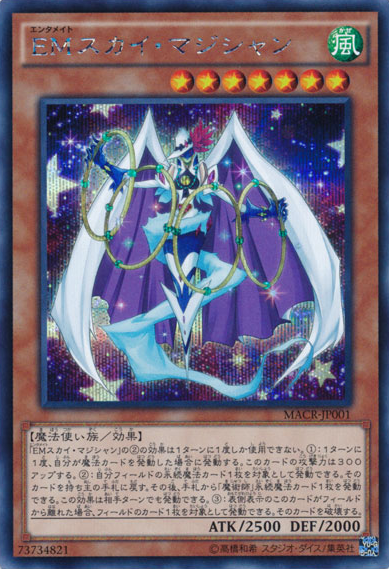 エンタメイト
EMスカイ・マジシャン
風
MACR-JP001
【魔法使い族／効果】
「EMスカイ・マジシャン」の②の効果は1ターンに1度しか使用できない。①：1ターンに
1度、自分が魔法カードを発動した場合に発動する。このカードの攻撃力は300
アップする。②：自分フィールドの永続魔法カード1枚を対象として発動できる。その
カードを持ち主の手札に戻す。その後、手札から「魔術師」永続魔法カード1枚を発動
できる。この効果は相手ターンでも発動できる。③：表側表示のこのカードがフィールド
から離れた場合、フィールドのカード1枚を対象として発動できる。そのカードを破壊する。
ATK/2500 DEF/2000
73734821
©高橋和希 スタジオ・ダイス/集英社